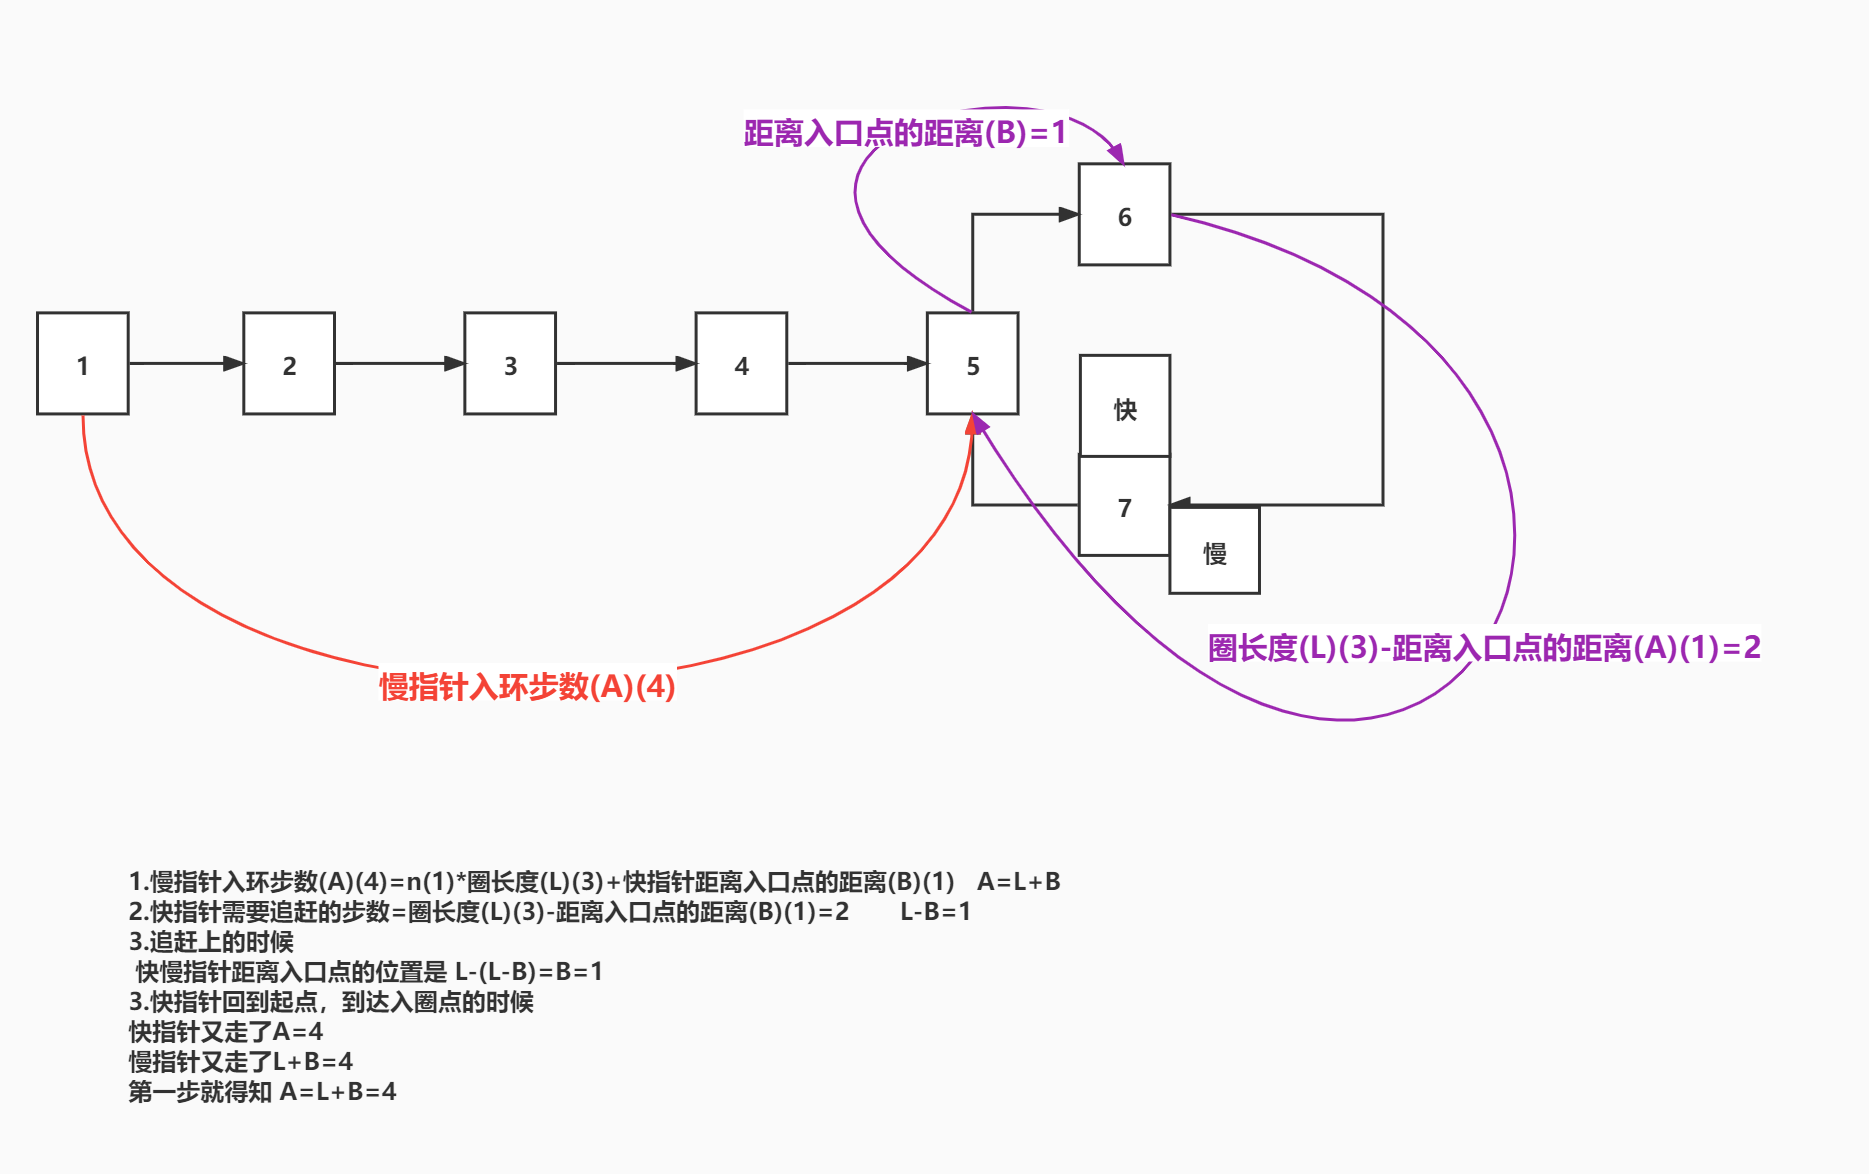 距离入口点的距离(B)=1
6
1
2
3
4
5
快
7
慢
圈长度(L)(3)-距离入口点的距离(A)(1)=2
慢指针入环步数(A)(4)
1.慢指针入环步数(A)(4)=n(1)*圈长度(L)(3)+快指针距离入口点的距离(B)(1)   A=L+B
2.快指针需要追赶的步数=圈长度(L)(3)-距离入口点的距离(B)(1)=2      L-B=1
3.追赶上的时候
快慢指针距离入口点的位置是 L-(L-B)=B=1
3.快指针回到起点，到达入圈点的时候
快指针又走了A=4
慢指针又走了L+B=4
第一步就得知 A=L+B=4